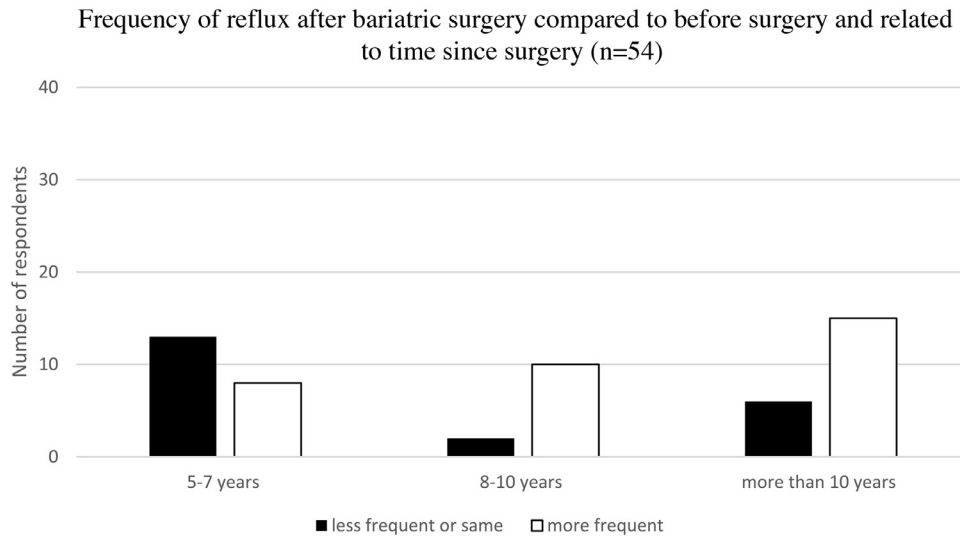 Frequency of reflux after bariatric surgery compared to before surgery and related
to time since surgery (n=54)
40
30
20
10
0
Number of respondents
5-7 years
8-10 years
more than 10 years
less frequent or same
more frequent